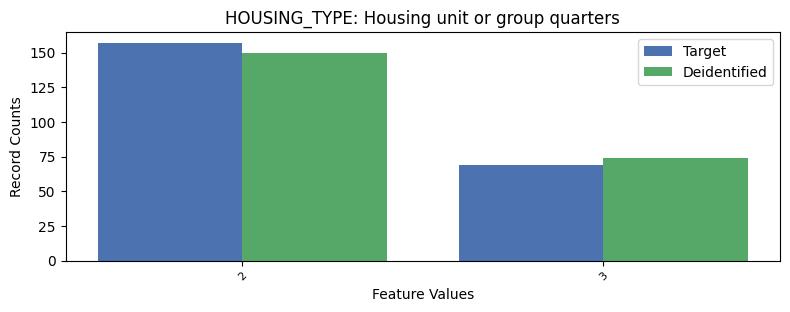 HOUSING_TYPE: Housing unit or group quarters
Target
Deidentified
Record Counts
150
125
100
75
50
25
0
2
3
Feature Values